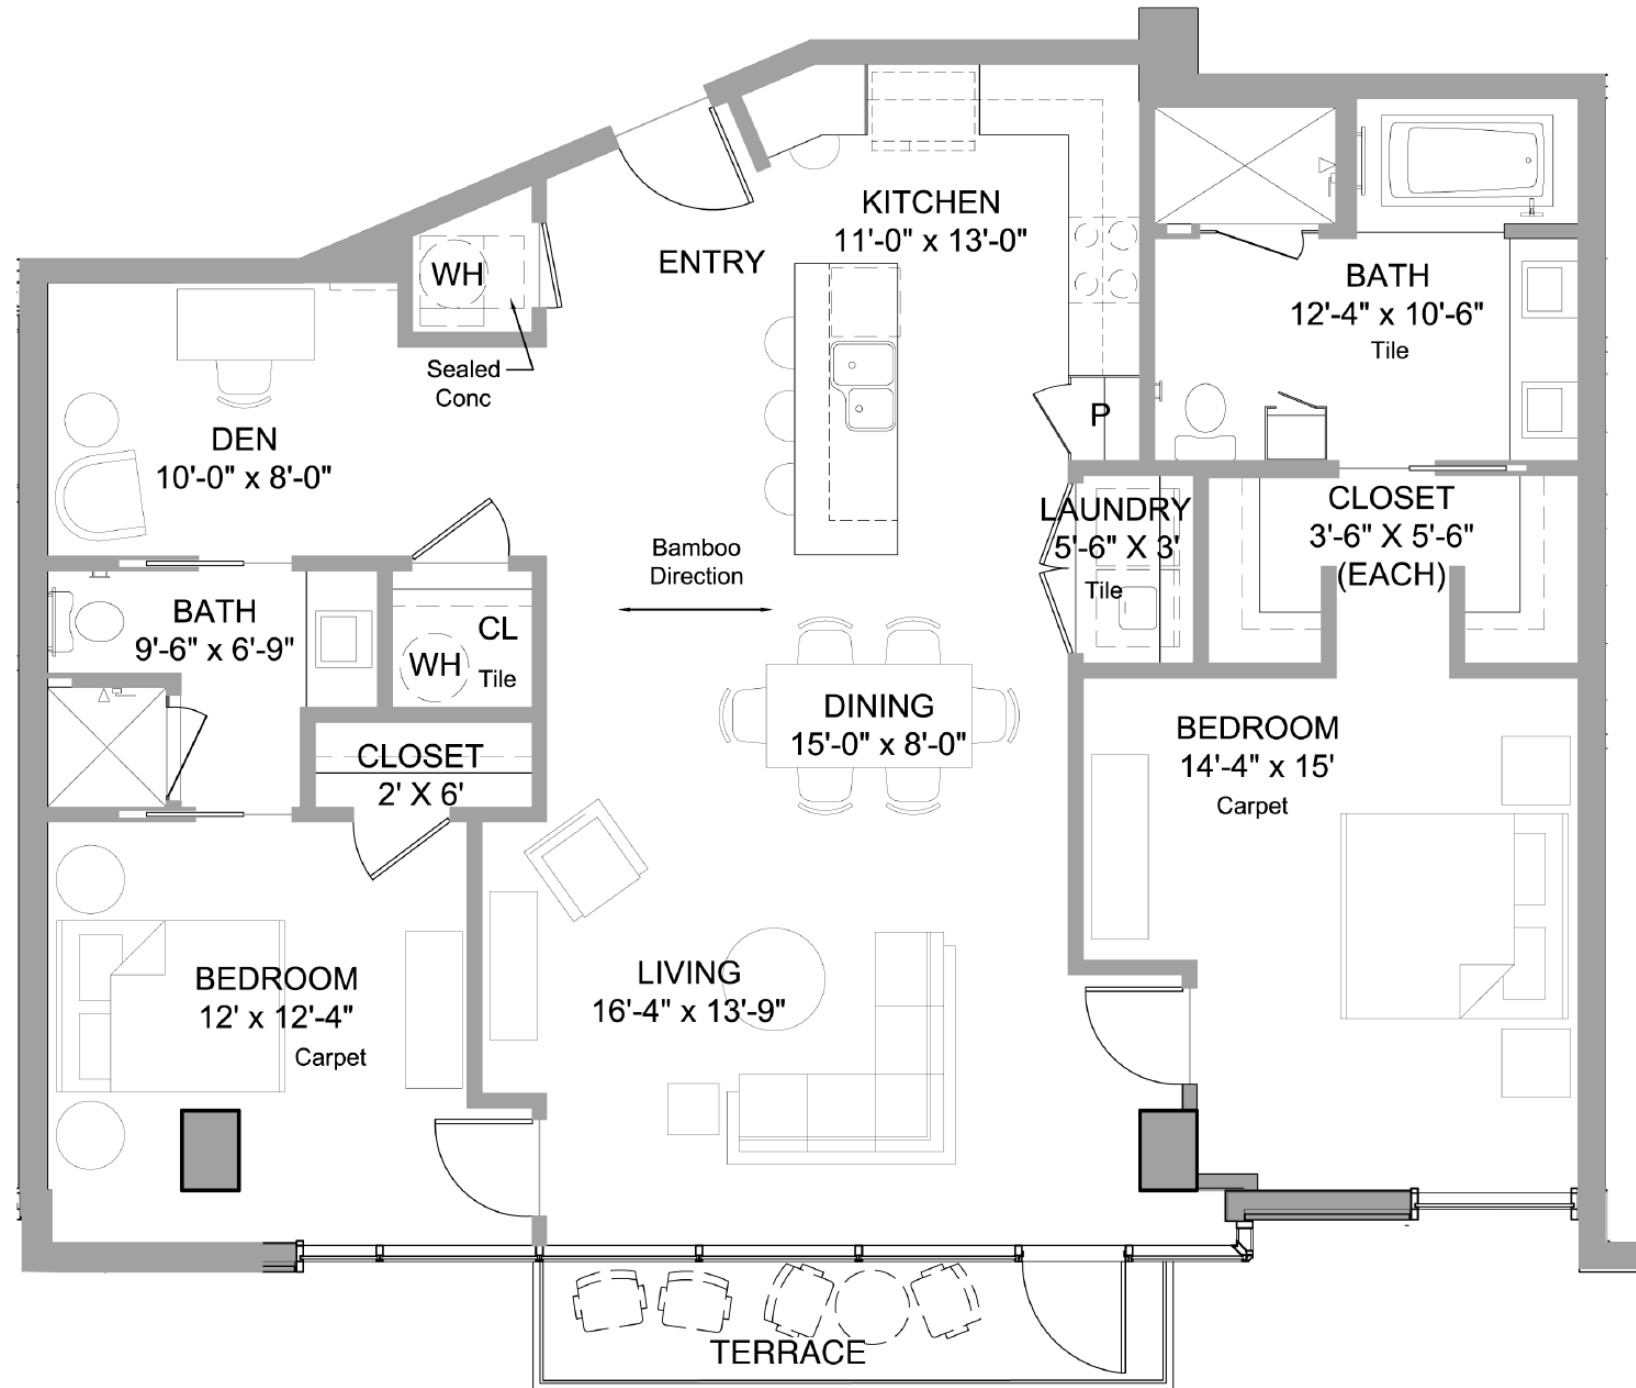 KITCHEN
11'-0" x 13'-0"
ENTRY
WH
Sealed
Conc
BATH
12'-4" x 10'-6"
Tile
DEN
10'-0" x 8'-0"
P
LAUNDRY
5'-6" X 3'
Tile
CLOSET
3'-6" X 5'-6"
(EACH)
Bamboo
Direction
BATH
9'-6" x 6'-9"
CL
WH
Tile
DINING
15'-0" x 8'-0"
CLOSET
2' X 6'
BEDROOM
14'-4" x 15'
Carpet
BEDROOM
12' x 12'-4"
Carpet
LIVING
16'-4" x 13'-9"
TERRACE